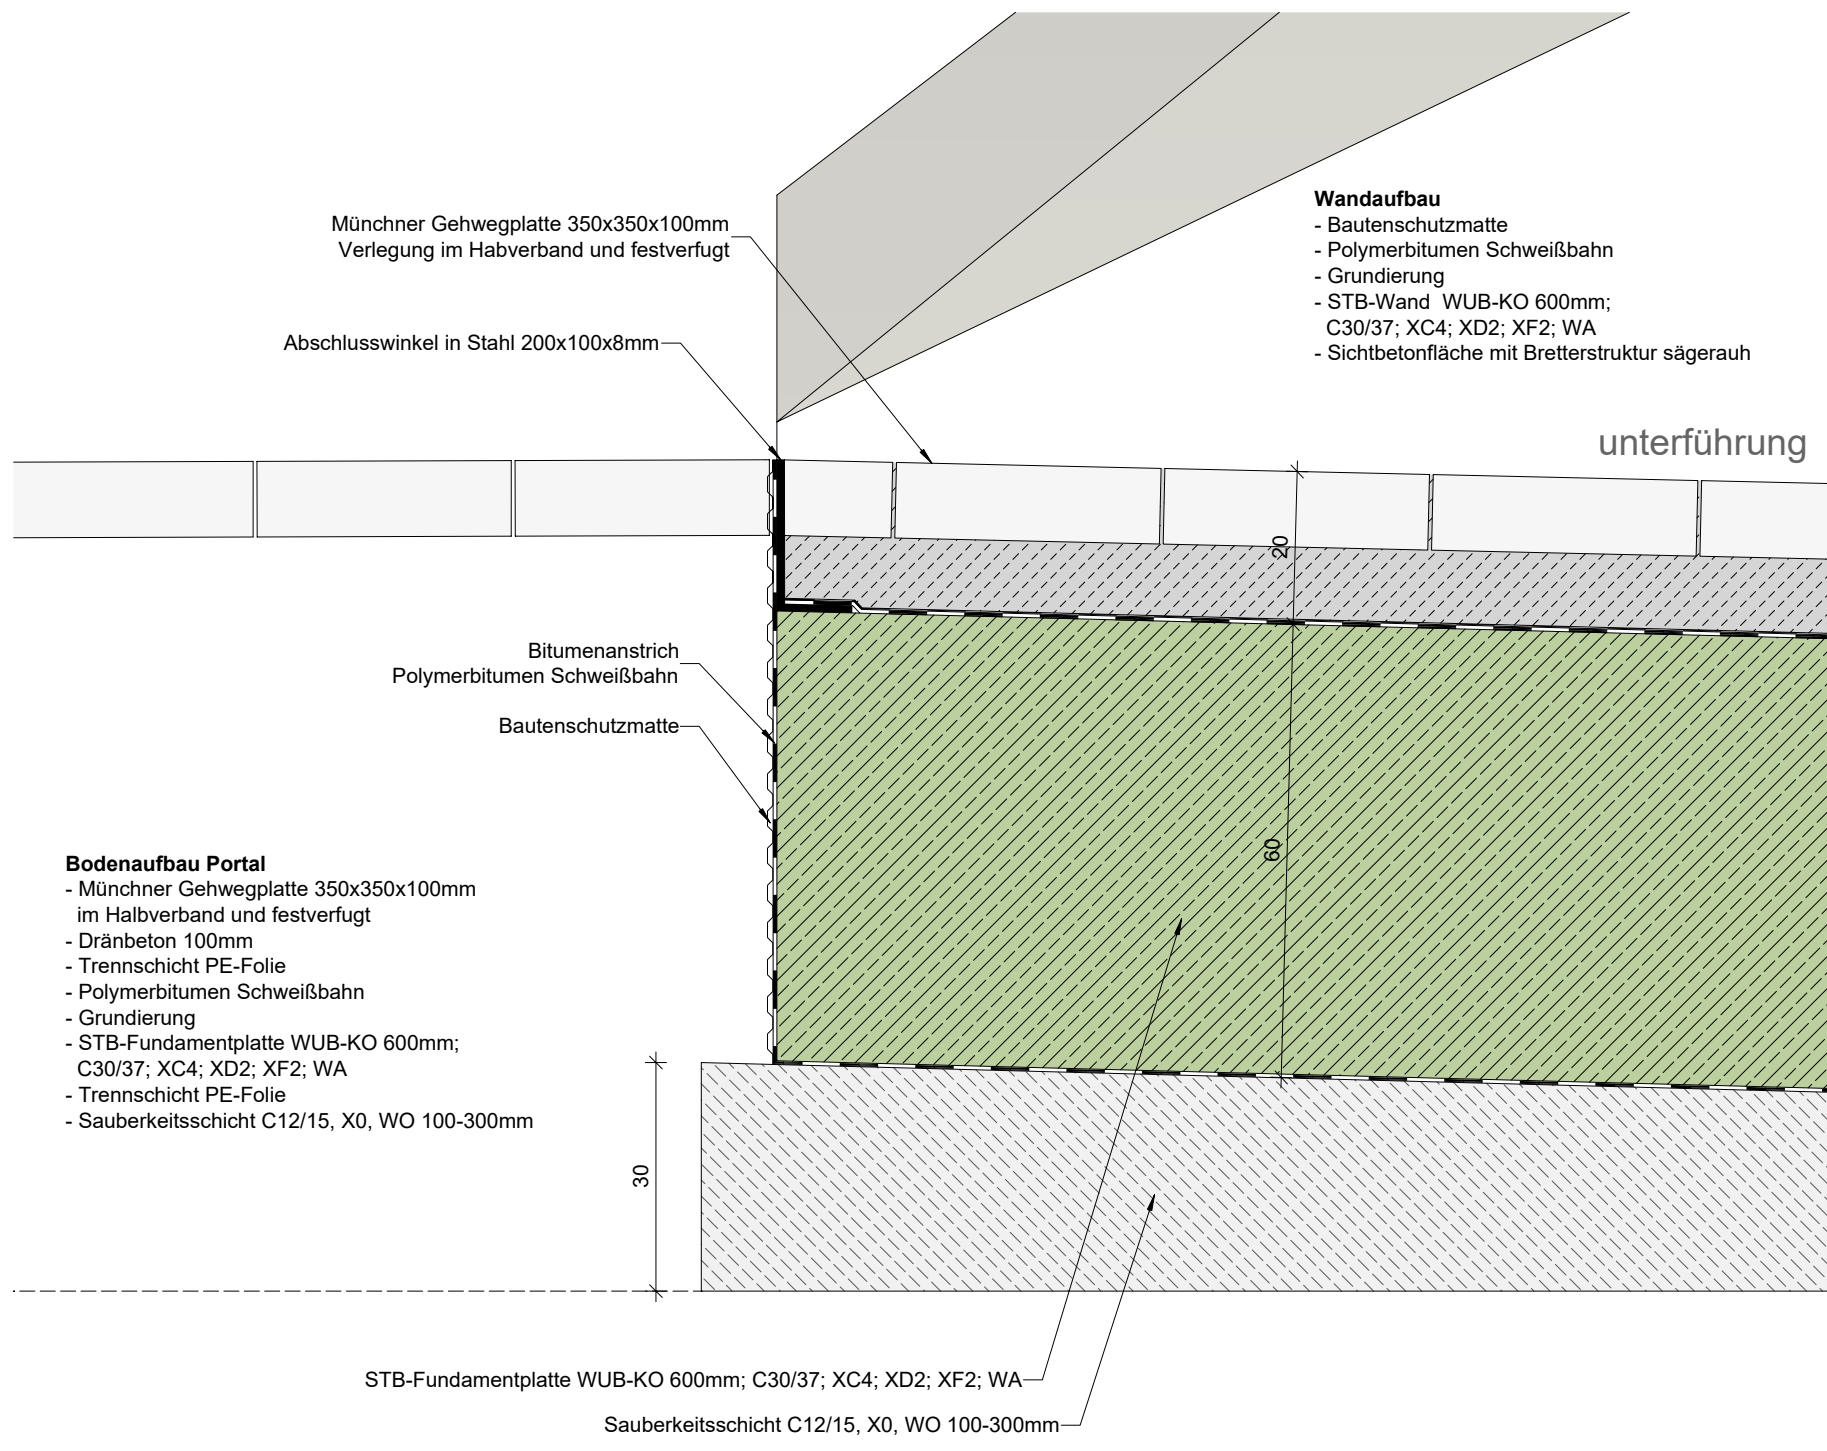 Münchner Gehwegplatte 350x350x100mm
Verlegung im Habverband und festverfugt
Abschlusswinkel in Stahl 200x100x8mm
Wandaufbau
- Bautenschutzmatte
- Polymerbitumen Schweißbahn
- Grundierung
- STB-Wand  WUB-KO 600mm;
C30/37; XC4; XD2; XF2; WA
- Sichtbetonfläche mit Bretterstruktur sägerauh
unterführung
20
Bitumenanstrich
Polymerbitumen Schweißbahn
Bautenschutzmatte
60
Bodenaufbau Portal
- Münchner Gehwegplatte 350x350x100mm
im Halbverband und festverfugt
- Dränbeton 100mm
- Trennschicht PE-Folie
- Polymerbitumen Schweißbahn
- Grundierung
- STB-Fundamentplatte WUB-KO 600mm;
C30/37; XC4; XD2; XF2; WA
- Trennschicht PE-Folie
- Sauberkeitsschicht C12/15, X0, WO 100-300mm
30
STB-Fundamentplatte WUB-KO 600mm; C30/37; XC4; XD2; XF2; WA
Sauberkeitsschicht C12/15, X0, WO 100-300mm